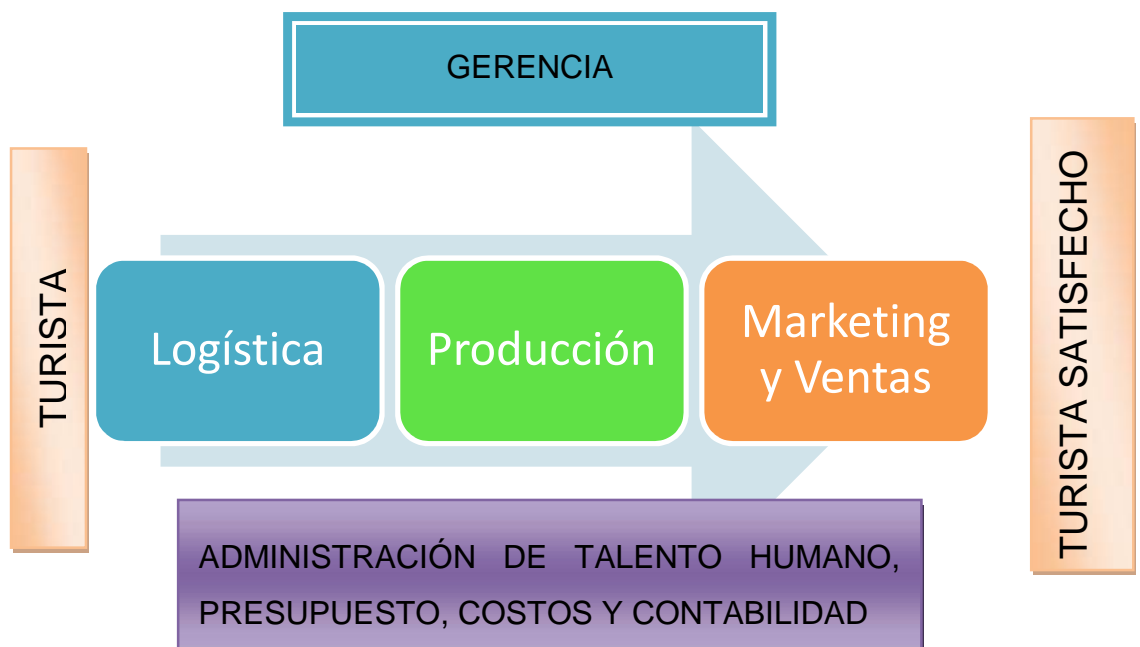 GERENCIA
TURISTA
Logística
Producción
Marketing
y Ventas
TURISTA SATISFECHO
ADMINISTRACIÓN DE TALENTO HUMANO,
PRESUPUESTO, COSTOS Y CONTABILIDAD